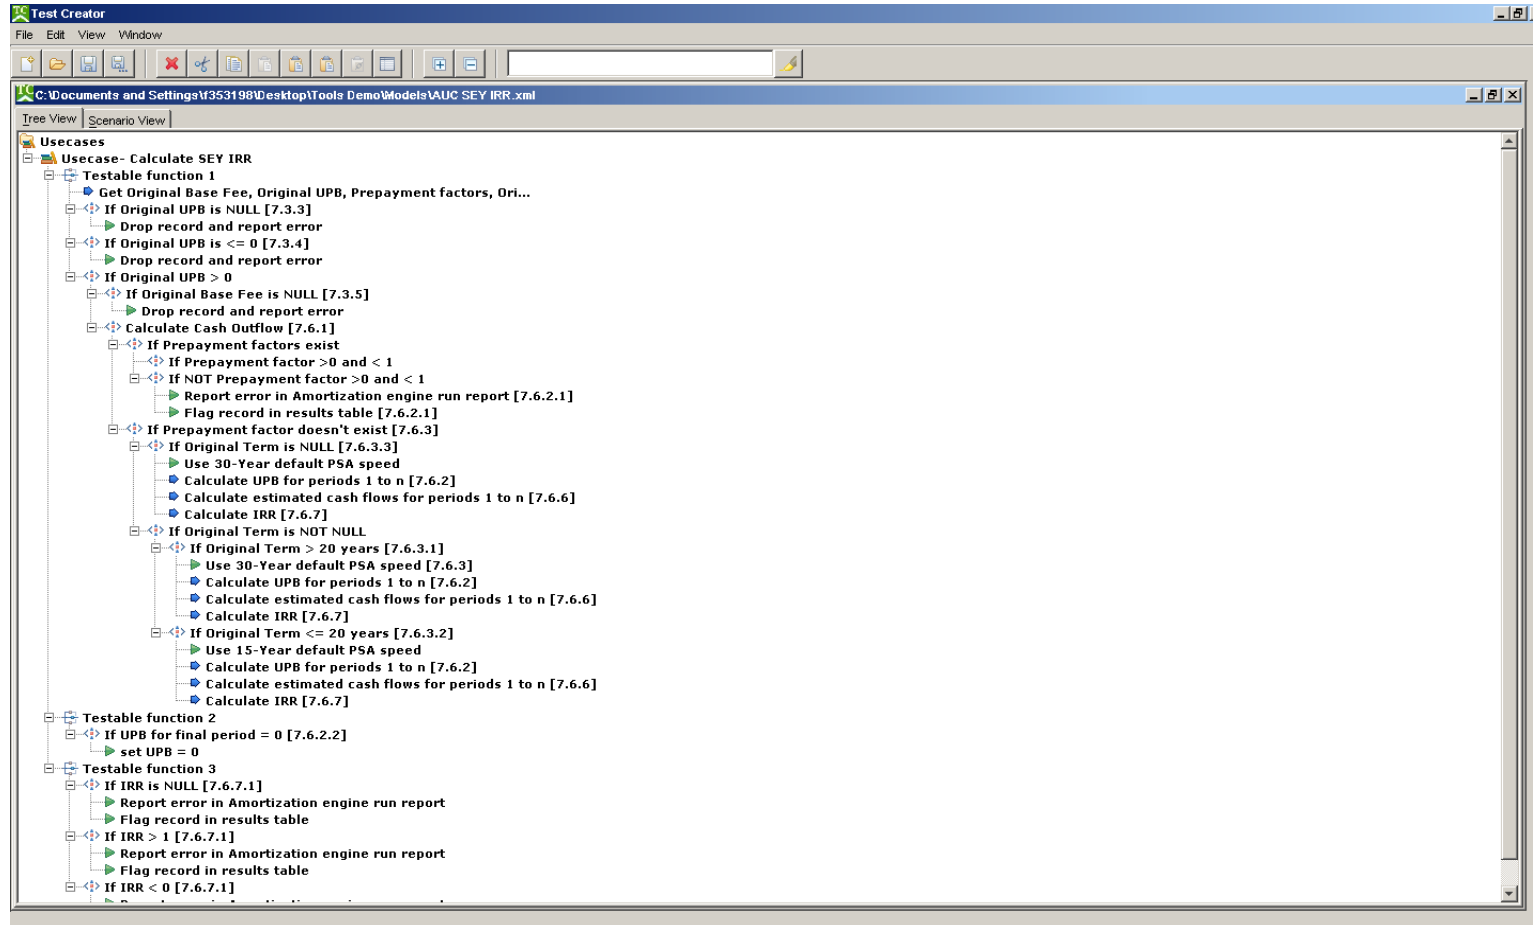 Test Creator
File Edit View Window
C:\Documents and Settings\f353198\Desktop\Tools Demo\Models\AUC SEY IRR.xml
Tree View Scenario View
Usecases
Usecase- Calculate SEY IRR
Testable function 1
Get Original Base Fee, Original UPB, Prepayment factors, Ori...
If Original UPB is NULL [7.3.3]
Drop record and report error
If Original UPB is <= 0 [7.3.4]
Drop record and report error
If Original UPB > 0
If Original Base Fee is NULL [7.3.5]
Drop record and report error
Calculate Cash Outflow [7.6.1]
If Prepayment factors exist
If Prepayment factor >0 and < 1
If NOT Prepayment factor >0 and < 1
Report error in Amortization engine run report [7.6.2.1]
Flag record in results table [7.6.2.1]
If Prepayment factor doesn't exist [7.6.3]
If Original Term is NULL [7.6.3.3]
Use 30-Year default PSA speed
Calculate UPB for periods 1 to n [7.6.2]
Calculate estimated cash flows for periods 1 to n [7.6.6]
Calculate IRR [7.6.7]
If Original Term is NOT NULL
If Original Term > 20 years [7.6.3.1]
Use 30-Year default PSA speed [7.6.3]
Calculate UPB for periods 1 to n [7.6.2]
Calculate estimated cash flows for periods 1 to n [7.6.6]
Calculate IRR [7.6.7]
If Original Term <= 20 years [7.6.3.2]
Use 15-Year default PSA speed
Calculate UPB for periods 1 to n [7.6.2]
Calculate estimated cash flows for periods 1 to n [7.6.6]
Calculate IRR [7.6.7]
Testable function 2
If UPB for final period = 0 [7.6.2.2]
set UPB = 0
Testable function 3
If IRR is NULL [7.6.7.1]
Report error in Amortization engine run report
Flag record in results table
If IRR > 1 [7.6.7.1]
Report error in Amortization engine run report
Flag record in results table
If IRR < 0 [7.6.7.1]